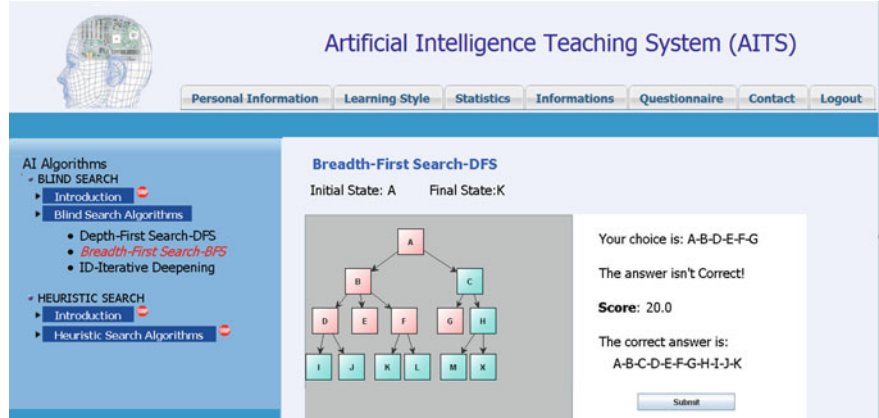 Artificial Intelligence Teaching System (AITS)
Personal Information Learning Style Statistics Informations Questionnaire Contact Logout
AI Algorithms
BLIND SEARCH
Introduction
Blind Search Algorithms
Depth-First Search-DFS
Breadth-First Search-BFS
ID-Iterative Deepening
HEURISTIC SEARCH
Introduction
Heuristic Search Algorithms
Breadth-First Search-DFS
Initial State: A Final State:K
A
B C
D E F G H
I J K L M X
Your choice is: A-B-D-E-F-G
The answer isn't Correct!
Score: 20.0
The correct answer is:
A-B-C-D-E-F-G-H-I-J-K
Submit